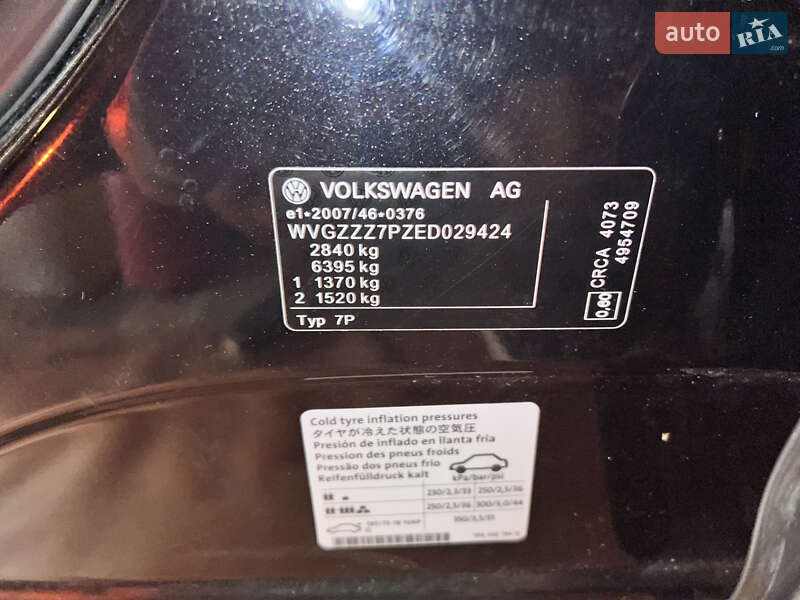 auto RIA.com
VOLKSWAGEN AG
e1*2007/46*0376
WVGZZZ7PZED029424
2840 kg
6395 kg
1 1370 kg
2 1520 kg
Typ 7P
0,60 CRCA 4073
4954709
Cold tyre inflation pressures
タイヤが冷えた状態の空気圧
Presión de inflado en llanta fría
Pression des pneus froids
Pressão dos pneus frio
Reifenfülldruck kalt
kPa/bar/psi
230/2,3/33 250/2,5/36
250/2,5/36 300/3,0/44
350/3,5/51